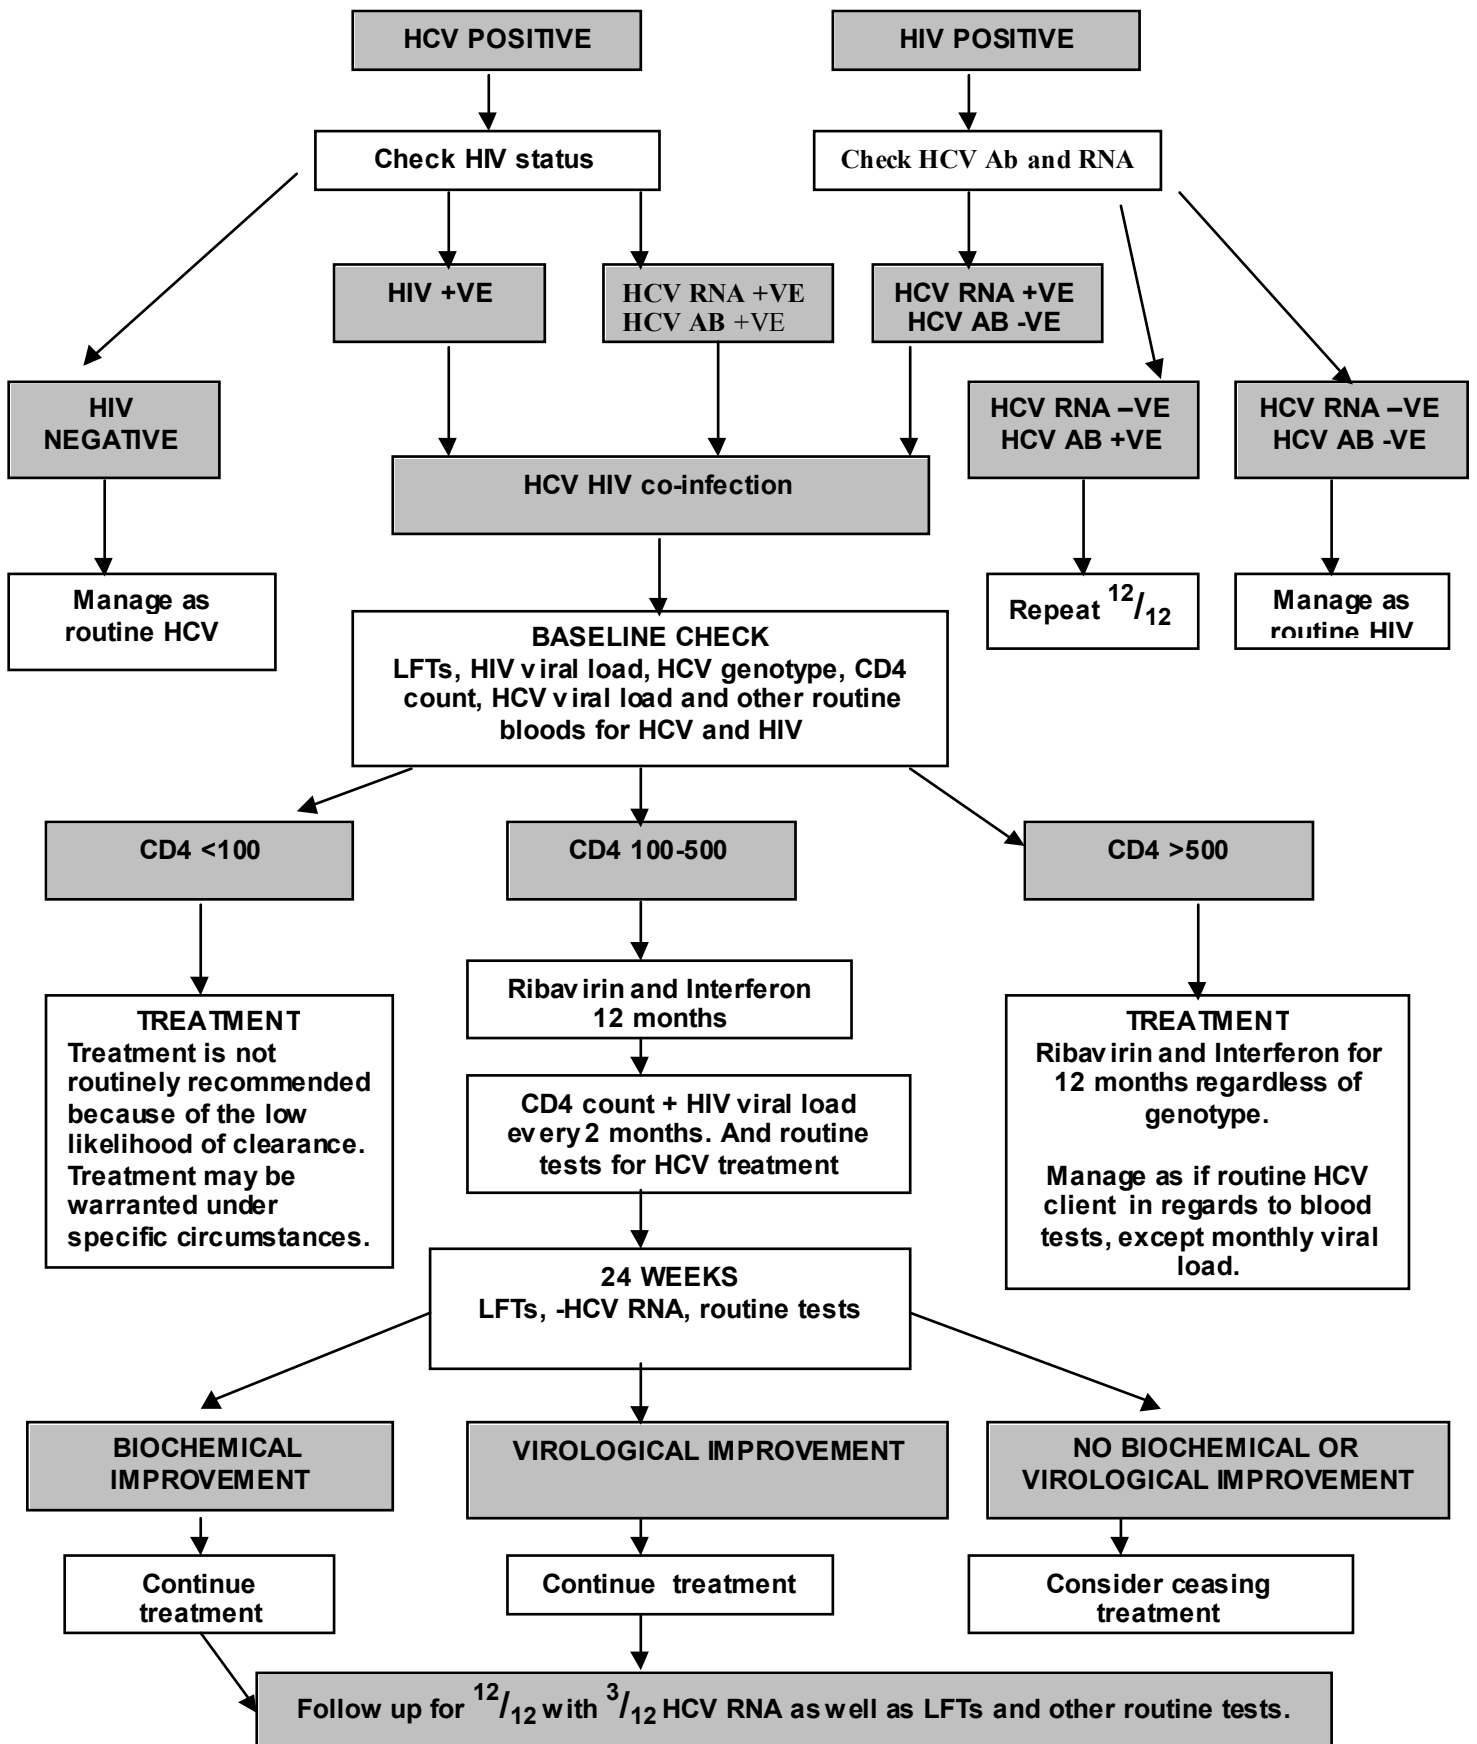 HCV POSITIVE
HIV POSITIVE
Check HIV status
Check HCV Ab and RNA
HIV +VE
HCV RNA +VE
HCV AB +VE
HCV RNA +VE
HCV AB -VE
HIV
NEGATIVE
HCV RNA –VE
HCV AB +VE
HCV RNA –VE
HCV AB -VE
HCV HIV co-infection
Manage as
routine HCV
Repeat 12/12
Manage as
routine HIV
BASELINE CHECK
LFTs, HIV viral load, HCV genotype, CD4
count, HCV viral load and other routine
bloods for HCV and HIV
CD4 <100
CD4 100-500
CD4 >500
TREATMENT
Treatment is not
routinely recommended
because of the low
likelihood of clearance.
Treatment may be
warranted under
specific circumstances.
Ribavirin and Interferon
12 months
CD4 count + HIV viral load
every 2 months. And routine
tests for HCV treatment
TREATMENT
Ribavirin and Interferon for
12 months regardless of
genotype.
Manage as if routine HCV
client in regards to blood
tests, except monthly viral
load.
24 WEEKS
LFTs, -HCV RNA, routine tests
BIOCHEMICAL
IMPROVEMENT
VIROLOGICAL IMPROVEMENT
NO BIOCHEMICAL OR
VIROLOGICAL IMPROVEMENT
Continue
treatment
Continue treatment
Consider ceasing
treatment
Follow up for 12/12 with 3/12 HCV RNA as well as LFTs and other routine tests.